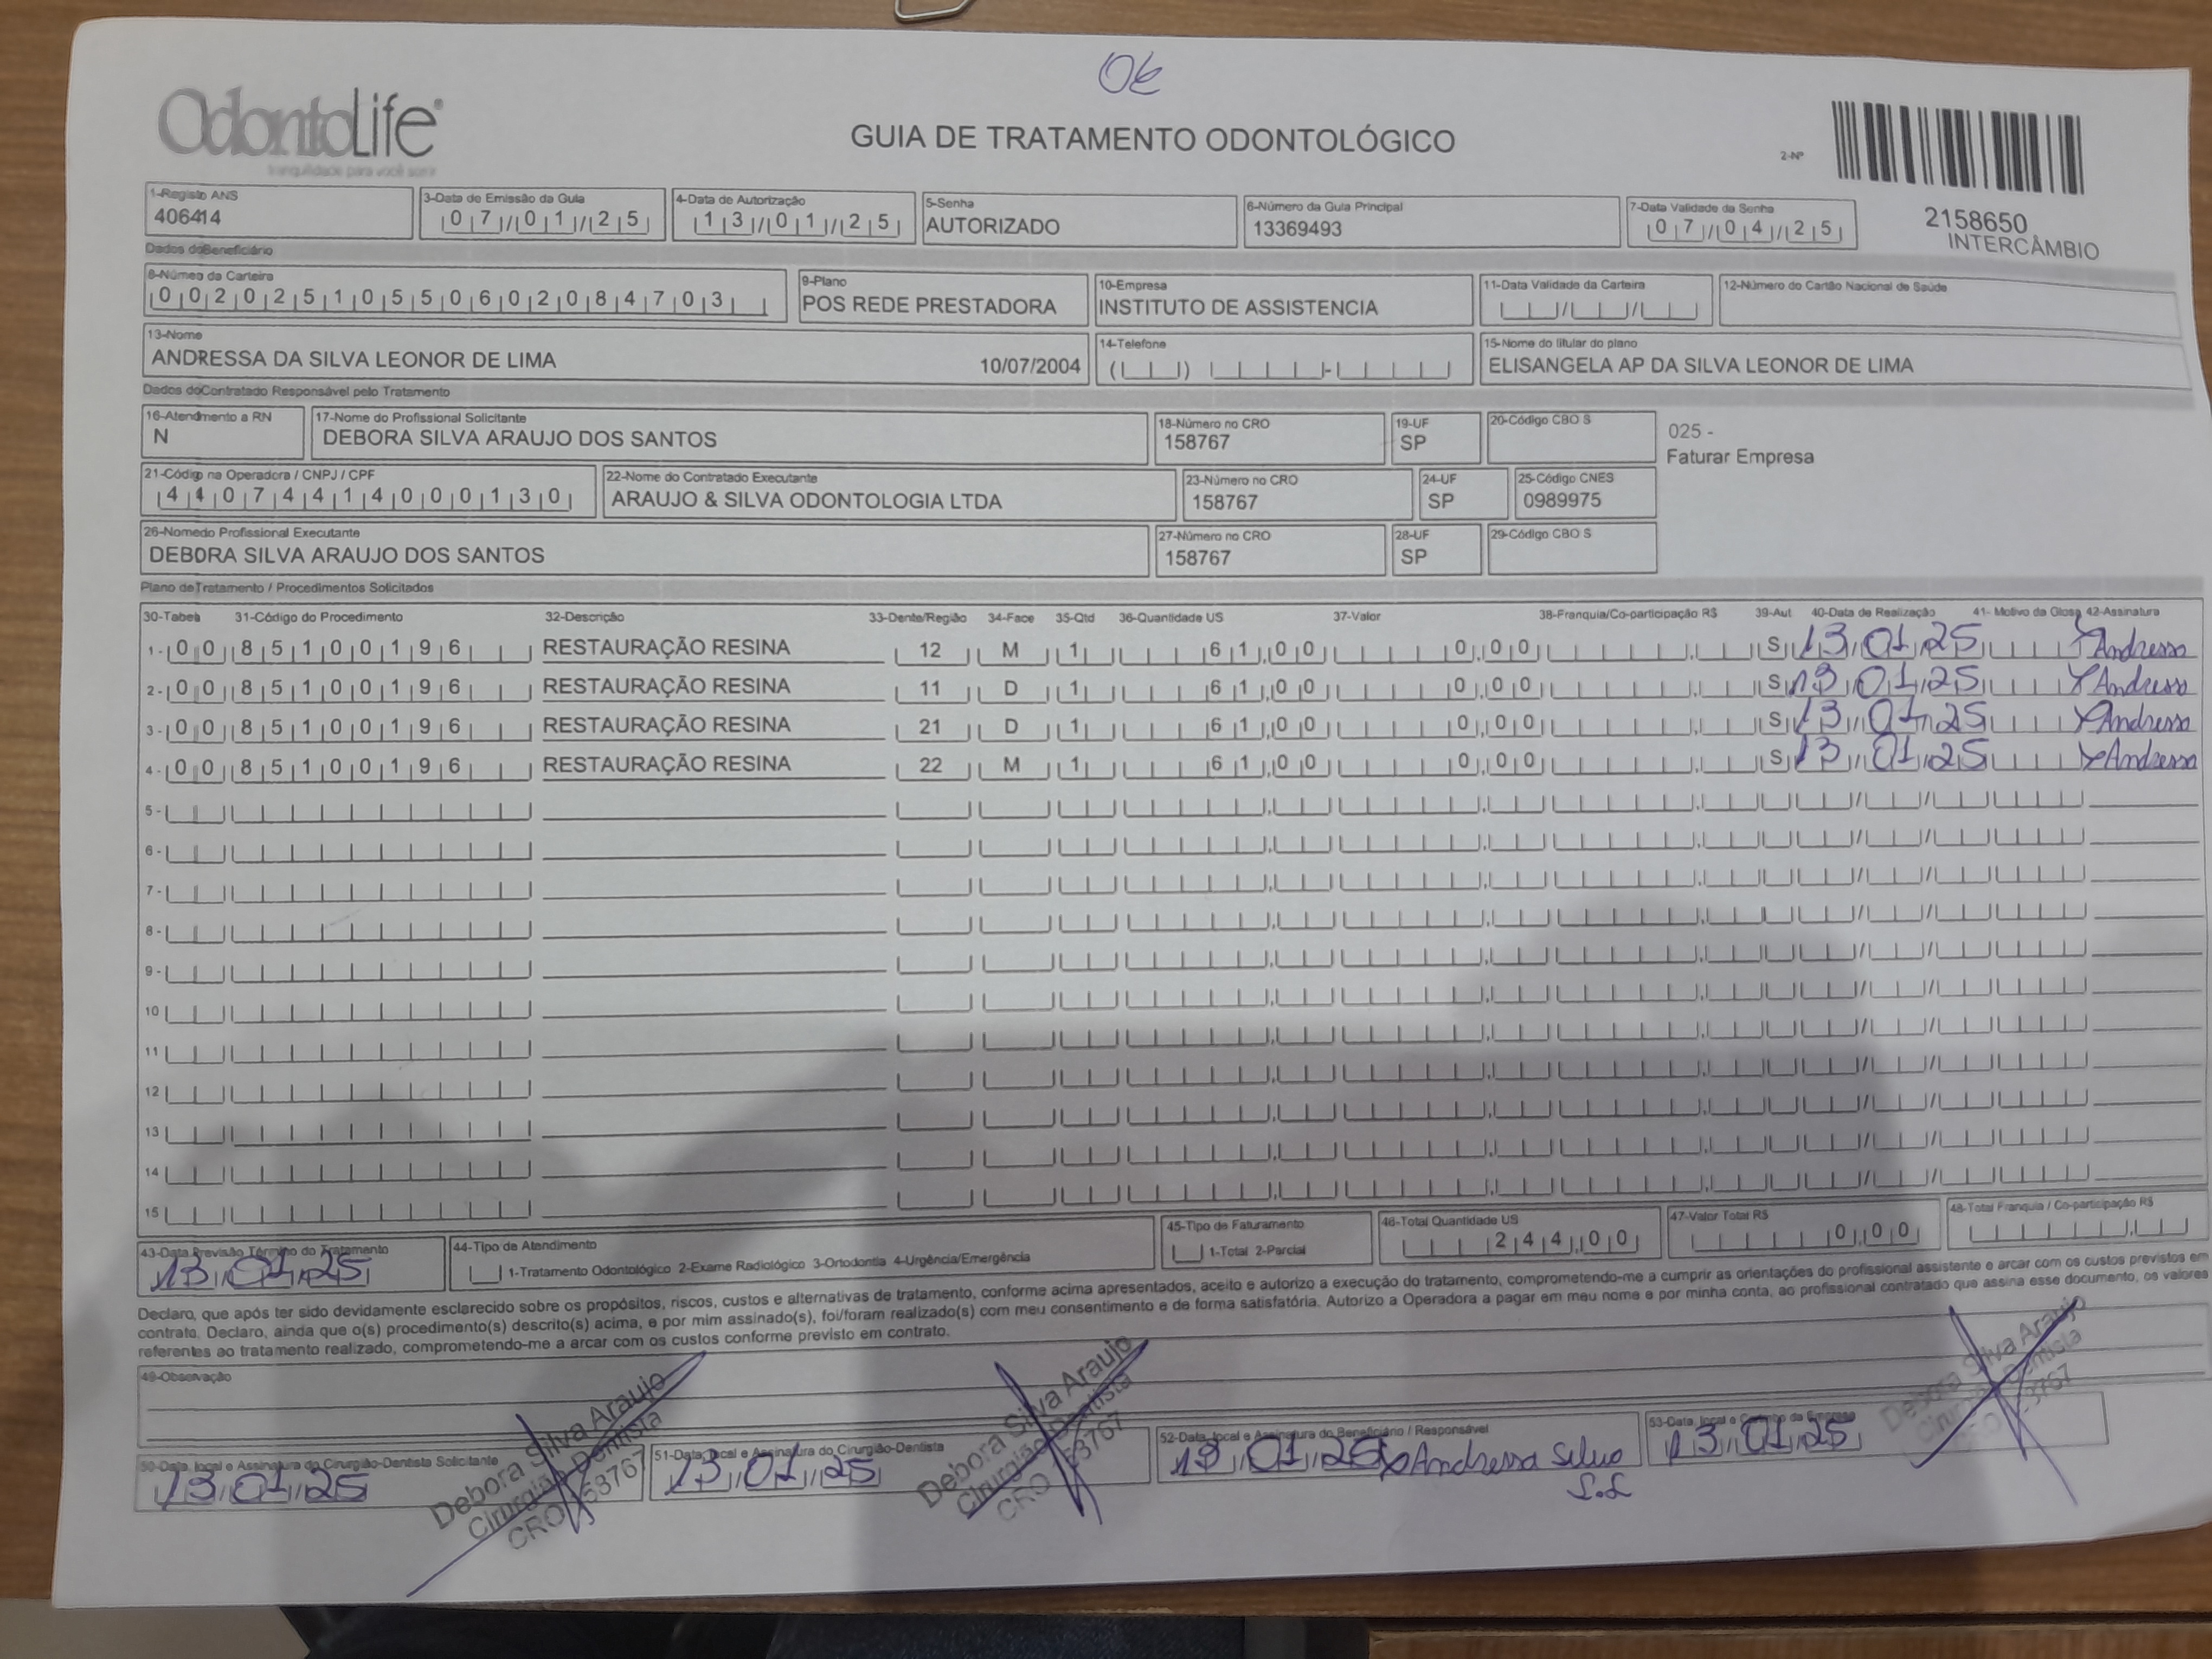 Ok
OdontoLife®
tranquilidade para você sorrir
GUIA DE TRATAMENTO ODONTOLÓGICO
2-Nº
2158650
INTERCÂMBIO
1-Registo ANS
406414
3-Data de Emissão da Guia
07/01/25
4-Data de Autorização
13/01/25
5-Senha
AUTORIZADO
6-Número da Guia Principal
13369493
7-Data Validade da Senha
07/04/25
Dados do Beneficiário
8-Número da Carteira
00202510550602084703
9-Plano
POS REDE PRESTADORA
10-Empresa
INSTITUTO DE ASSISTENCIA
11-Data Validade da Carteira
12-Número do Cartão Nacional de Saúde
13-Nome
ANDRESSA DA SILVA LEONOR DE LIMA 10/07/2004
14-Telefone
15-Nome do titular do plano
ELISANGELA AP DA SILVA LEONOR DE LIMA
Dados do Contratado Responsável pelo Tratamento
16-Atendimento a RN
N
17-Nome do Profissional Solicitante
DEBORA SILVA ARAUJO DOS SANTOS
18-Número no CRO
158767
19-UF
SP
20-Código CBO S
025 -
Faturar Empresa
21-Código na Operadora / CNPJ / CPF
44074414000130
22-Nome do Contratado Executante
ARAUJO & SILVA ODONTOLOGIA LTDA
23-Número no CRO
158767
24-UF
SP
25-Código CNES
0989975
26-Nome do Profissional Executante
DEBORA SILVA ARAUJO DOS SANTOS
27-Número no CRO
158767
28-UF
SP
29-Código CBO S
Plano de Tratamento / Procedimentos Solicitados
30-Tabela 31-Código do Procedimento 32-Descrição 33-Dente/Região 34-Face 35-Qtd 36-Quantidade US 37-Valor 38-Franquia/Co-participação R$ 39-Aut 40-Data de Realização 41- Motivo da Glosa 42-Assinatura
1- 00 85100196 RESTAURAÇÃO RESINA 12 M 1 61,00 0,00 S 13 01 25 Andressa
2- 00 85100196 RESTAURAÇÃO RESINA 11 D 1 61,00 0,00 S 13 01 25 Andressa
3- 00 85100196 RESTAURAÇÃO RESINA 21 D 1 61,00 0,00 S 13 01 25 Andressa
4- 00 85100196 RESTAURAÇÃO RESINA 22 M 1 61,00 0,00 S 13 01 25 Andressa
5-
6-
7-
8-
9-
10
11
12
13
14
15
43-Data Previsão Término do Tratamento
13 01 25
44-Tipo de Atendimento
1-Tratamento Odontológico 2-Exame Radiológico 3-Ortodontia 4-Urgência/Emergência
45-Tipo de Faturamento
1-Total 2-Parcial
46-Total Quantidade US
244,00
47-Valor Total R$
0,00
48-Total Franquia / Co-participação R$
Declaro, que após ter sido devidamente esclarecido sobre os propósitos, riscos, custos e alternativas de tratamento, conforme acima apresentados, aceito e autorizo a execução do tratamento, comprometendo-me a cumprir as orientações do profissional assistente e arcar com os custos previstos em
contrato. Declaro, ainda que o(s) procedimento(s) descrito(s) acima, e por mim assinado(s), foi/foram realizado(s) com meu consentimento e de forma satisfatória. Autorizo a Operadora a pagar em meu nome e por minha conta, ao profissional contratado que assina esse documento, os valores
referentes ao tratamento realizado, comprometendo-me a arcar com os custos conforme previsto em contrato.
49-Observação
50-Data, local e Assinatura do Cirurgião-Dentista Solicitante
13 01 25
Debora Silva Araujo
Cirurgião Dentista
CRO 158767
51-Data, local e Assinatura do Cirurgião-Dentista
13 01 25
Debora Silva Araujo
Cirurgião Dentista
CRO 158767
52-Data, local e Assinatura do Beneficiário / Responsável
13 01 25 Andressa Silva
S.L
53-Data, local e Carimbo da Empresa
13 01 25
Debora Silva Araujo